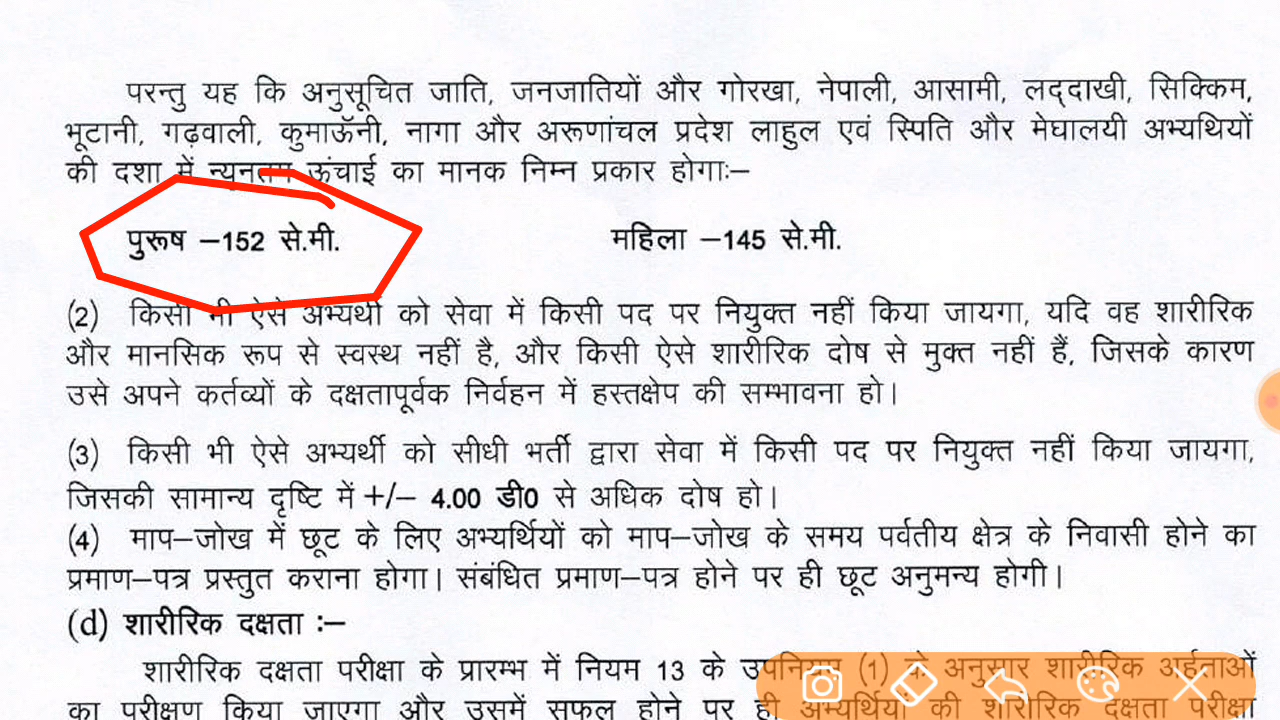 परन्तु यह कि अनुसूचित जाति, जनजातियों और गोरखा, नेपाली, आसामी, लद्दाखी, सिक्किम,
भूटानी, गढ़वाली, कुमाऊॅनी, नागा और अरूणांचल प्रदेश लाहुल एवं स्पिति और मेघालयी अभ्यथियों
की दशा में न्यूनतम ऊंचाई का मानक निम्न प्रकार होगाः–
पुरूष –152 से.मी. महिला –145 से.मी.
(2) किसी भी ऐसे अभ्यर्थी को सेवा में किसी पद पर नियुक्त नहीं किया जायगा, यदि वह शारीरिक
और मानसिक रूप से स्वस्थ नहीं है, और किसी ऐसे शारीरिक दोष से मुक्त नहीं हैं, जिसके कारण
उसे अपने कर्तव्यों के दक्षतापूर्वक निर्वहन में हस्तक्षेप की सम्भावना हो।
(3) किसी भी ऐसे अभ्यर्थी को सीधी भर्ती द्वारा सेवा में किसी पद पर नियुक्त नहीं किया जायगा,
जिसकी सामान्य दृष्टि में +/– 4.00 डी0 से अधिक दोष हो।
(4) माप–जोख में छूट के लिए अभ्यर्थियों को माप–जोख के समय पर्वतीय क्षेत्र के निवासी होने का
प्रमाण–पत्र प्रस्तुत कराना होगा। संबंधित प्रमाण–पत्र होने पर ही छूट अनुमन्य होगी।
(d) शारीरिक दक्षता :–
शारीरिक दक्षता परीक्षा के प्रारम्भ में नियम 13 के उपनियम (1) के अनुसार शारीरिक अर्हताओं
का परीक्षण किया जाएगा और उसमें सफल होने पर ही अभ्यर्थियों की शारीरिक दक्षता परीक्षा